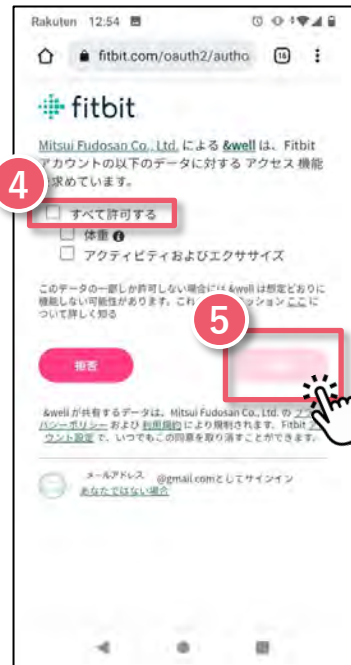 Rakuten 12:54
fitbit.com/oauth2/autho
16
fitbit
Mitsui Fudosan Co., Ltd. による &well は、Fitbit
アカウントの以下のデータに対する アクセス 機能
求めています。
4
すべて許可する
体重
アクティビティおよびエクササイズ
このデータの一部しか許可しない場合には &well は想定どおりに
機能しない可能性があります。これ ッション ここ に
ついて詳しく知る
5
拒否
&well が共有するデータは、Mitsui Fudosan Co., Ltd. の プラ
バシーポリシー および 利用規約 により規制されます。Fitbit ア
カウント設定 で、いつでもこの同意を取り消すことができます。
メールアドレス @gmail.comとしてサインイン
あなたではない場合